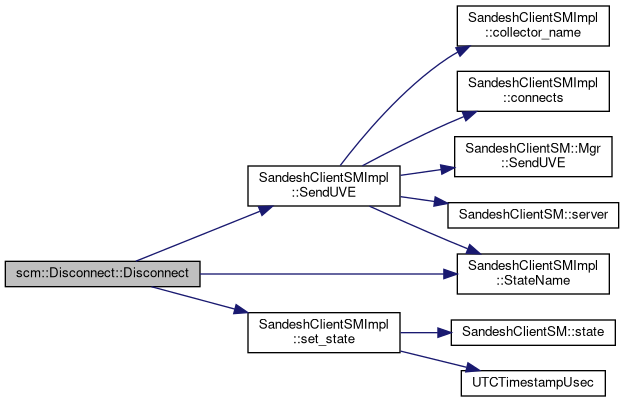 SandeshClientSMImpl
::collector_name
SandeshClientSMImpl
::connects
SandeshClientSM::Mgr
::SendUVE
SandeshClientSMImpl
::SendUVE
SandeshClientSM::server
scm::Disconnect::Disconnect
SandeshClientSMImpl
::StateName
SandeshClientSMImpl
::set_state
SandeshClientSM::state
UTCTimestampUsec